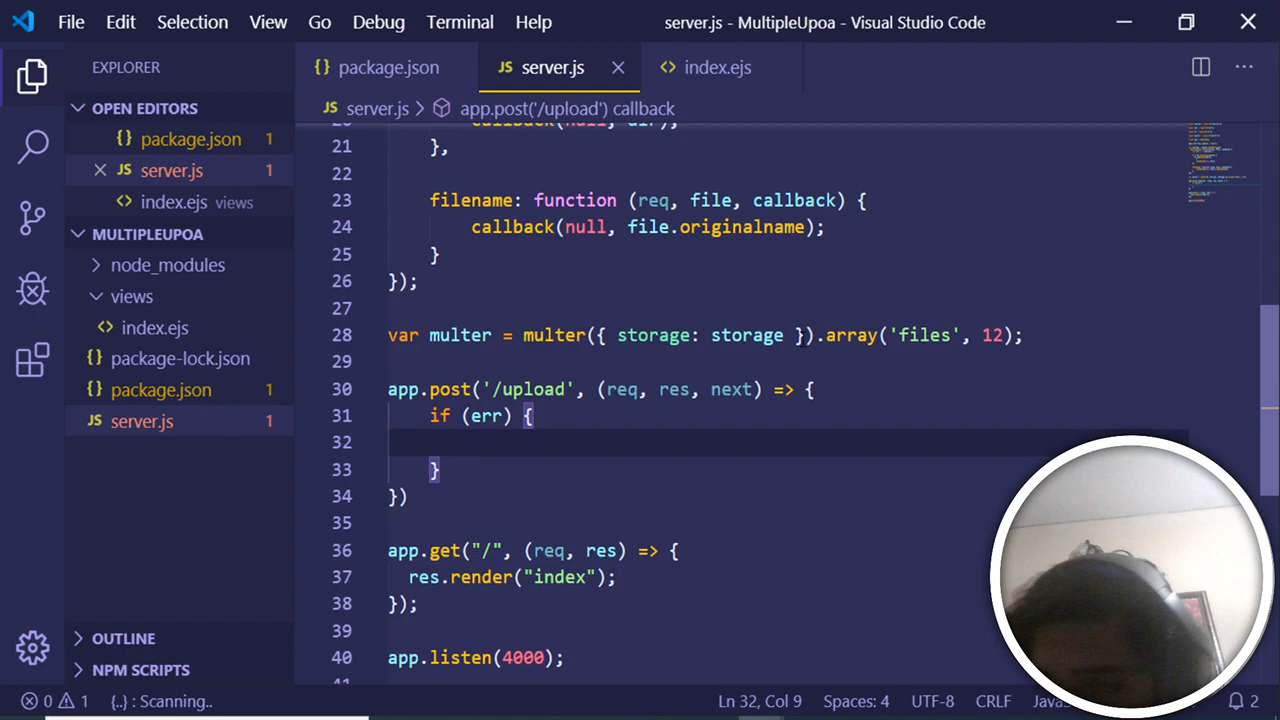 File Edit Selection View Go Debug Terminal Help server.js - MultipleUpoa - Visual Studio Code
EXPLORER
OPEN EDITORS
{} package.json 1
JS server.js 1
<> index.ejs views
MULTIPLEUPOA
node_modules
views
<> index.ejs
{} package-lock.json
{} package.json 1
JS server.js 1
OUTLINE
NPM SCRIPTS
{} package.json JS server.js <> index.ejs
JS server.js > app.post('/upload') callback
20 callback(null, dir);
21 },
22
23 filename: function (req, file, callback) {
24 callback(null, file.originalname);
25 }
26 });
27
28 var multer = multer({ storage: storage }).array('files', 12);
29
30 app.post('/upload', (req, res, next) => {
31 if (err) {
32
33 }
34 })
35
36 app.get("/", (req, res) => {
37 res.render("index");
38 });
39
40 app.listen(4000);
41
0 1 {..} : Scanning.. Ln 32, Col 9 Spaces: 4 UTF-8 CRLF 2